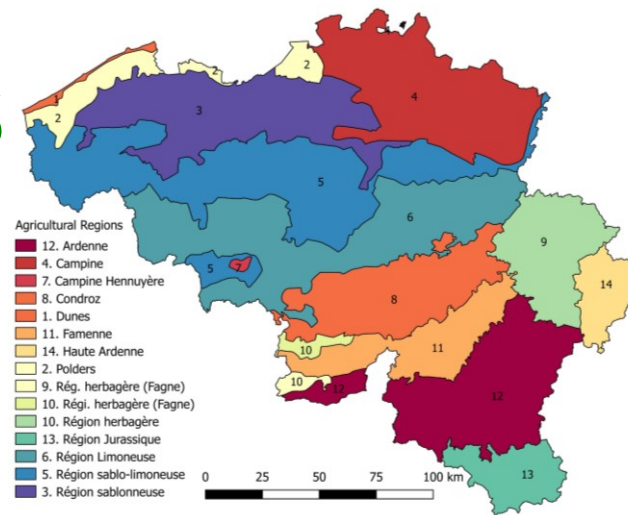 4
2
2
1
2
3
4
5
6
5
7
9
14
8
10
11
10
12
12
13
Agricultural Regions
12. Ardenne
4. Campine
7. Campine Hennuyère
8. Condroz
1. Dunes
11. Famenne
14. Haute Ardenne
2. Polders
9. Rég. herbagère (Fagne)
10. Régi. herbagère (Fagne)
10. Région herbagère
13. Région Jurassique
6. Région Limoneuse
5. Région sablo-limoneuse
3. Région sablonneuse
0 25 50 75 100 km